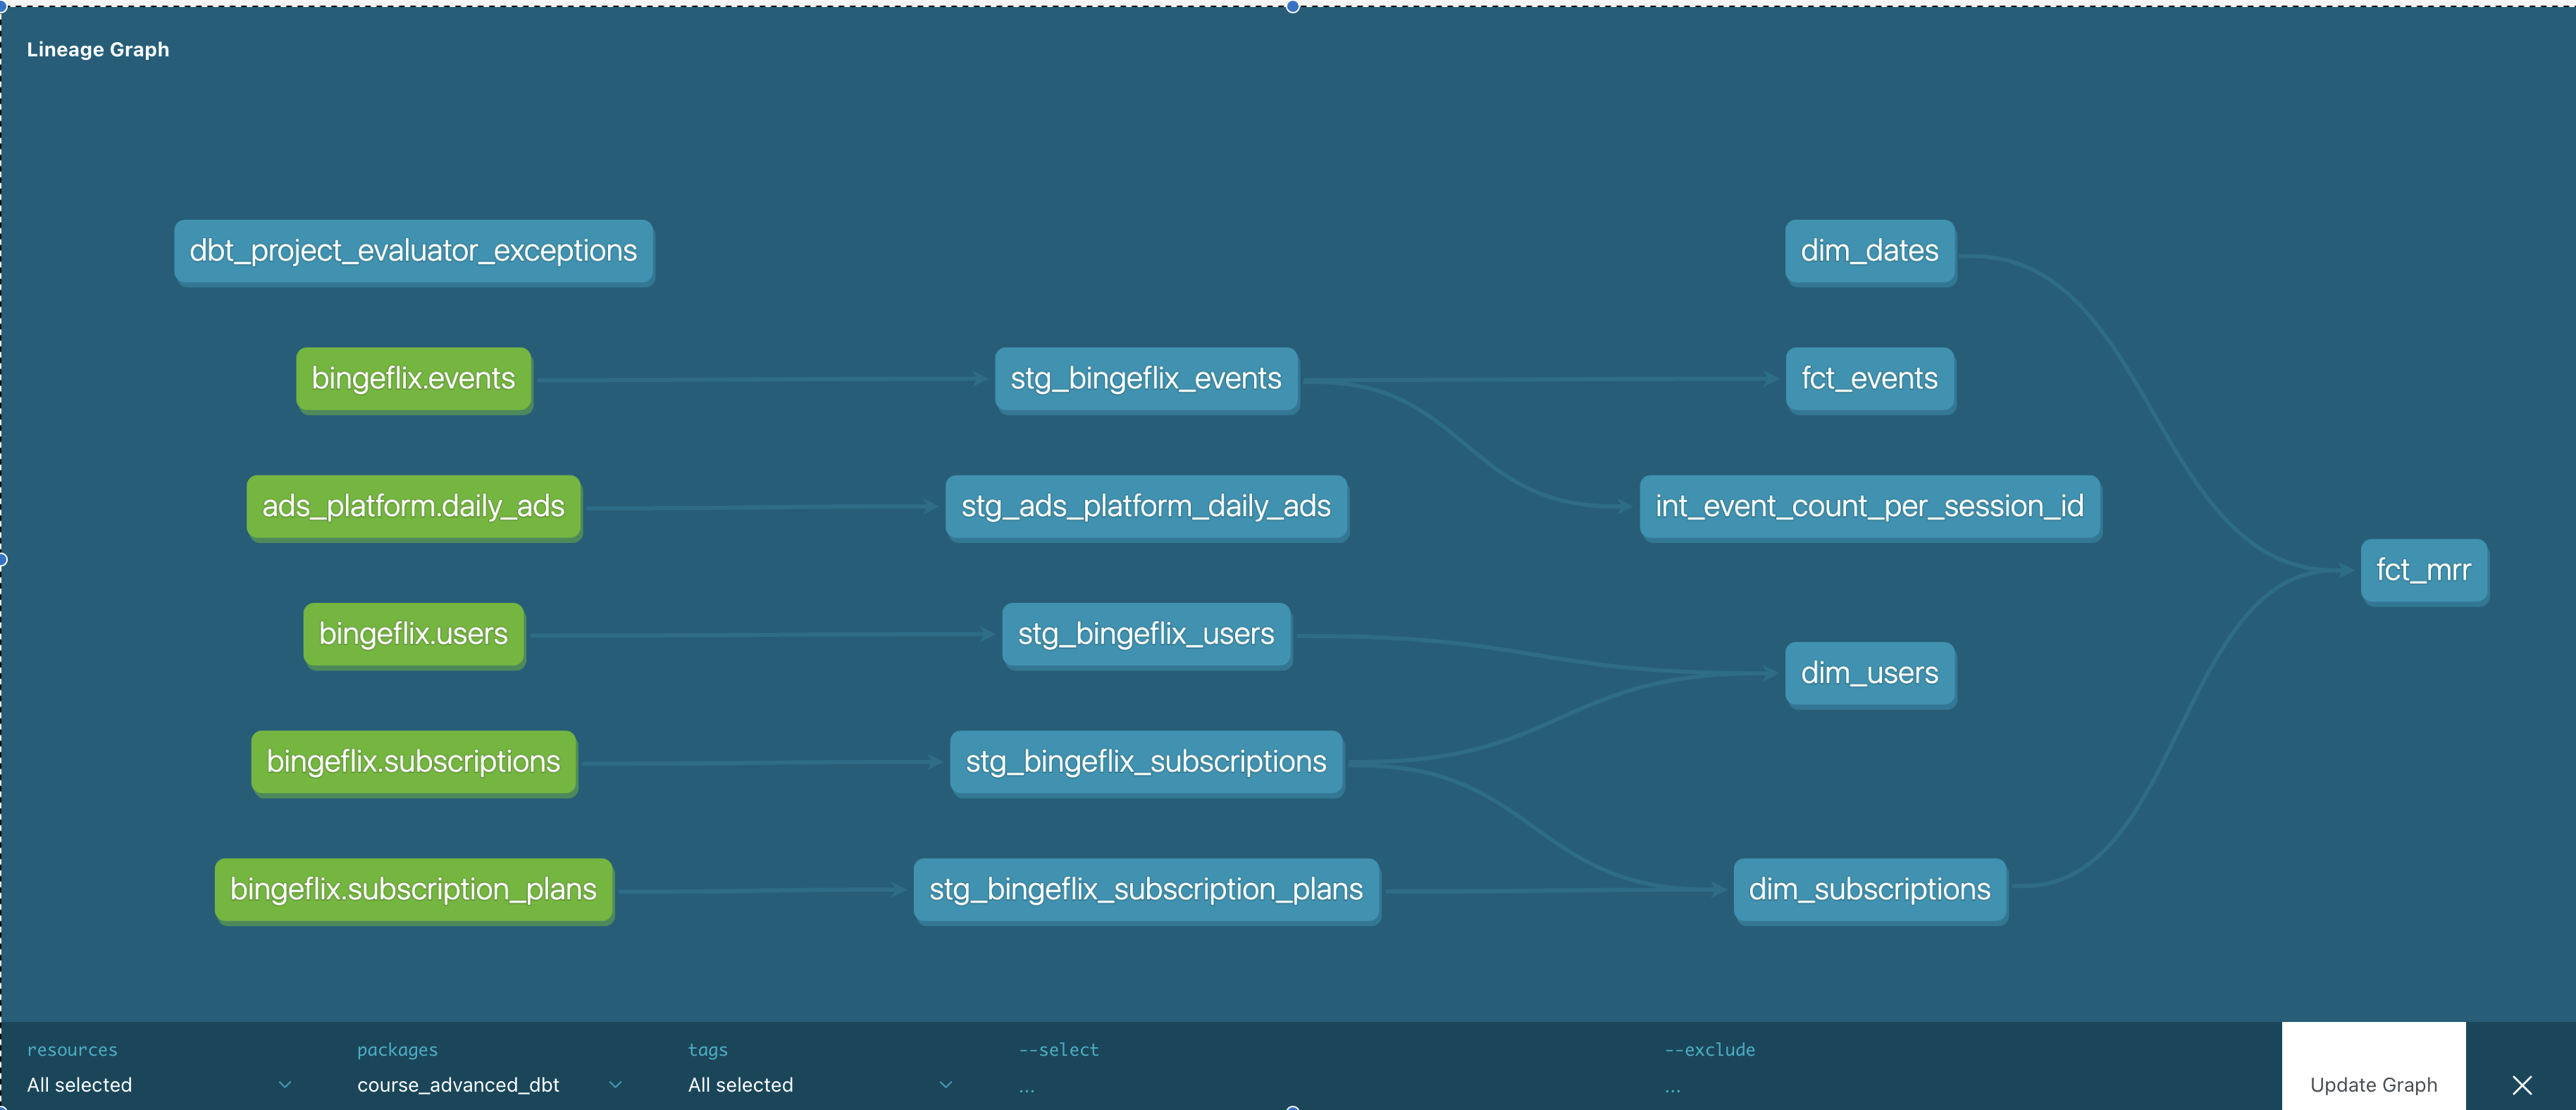 Lineage Graph
dbt_project_evaluator_exceptions
dim_dates
bingeflix.events
stg_bingeflix_events
fct_events
ads_platform.daily_ads
stg_ads_platform_daily_ads
int_event_count_per_session_id
fct_mrr
bingeflix.users
stg_bingeflix_users
dim_users
bingeflix.subscriptions
stg_bingeflix_subscriptions
bingeflix.subscription_plans
stg_bingeflix_subscription_plans
dim_subscriptions
resources
All selected
packages
course_advanced_dbt
tags
All selected
--select
...
--exclude
...
Update Graph